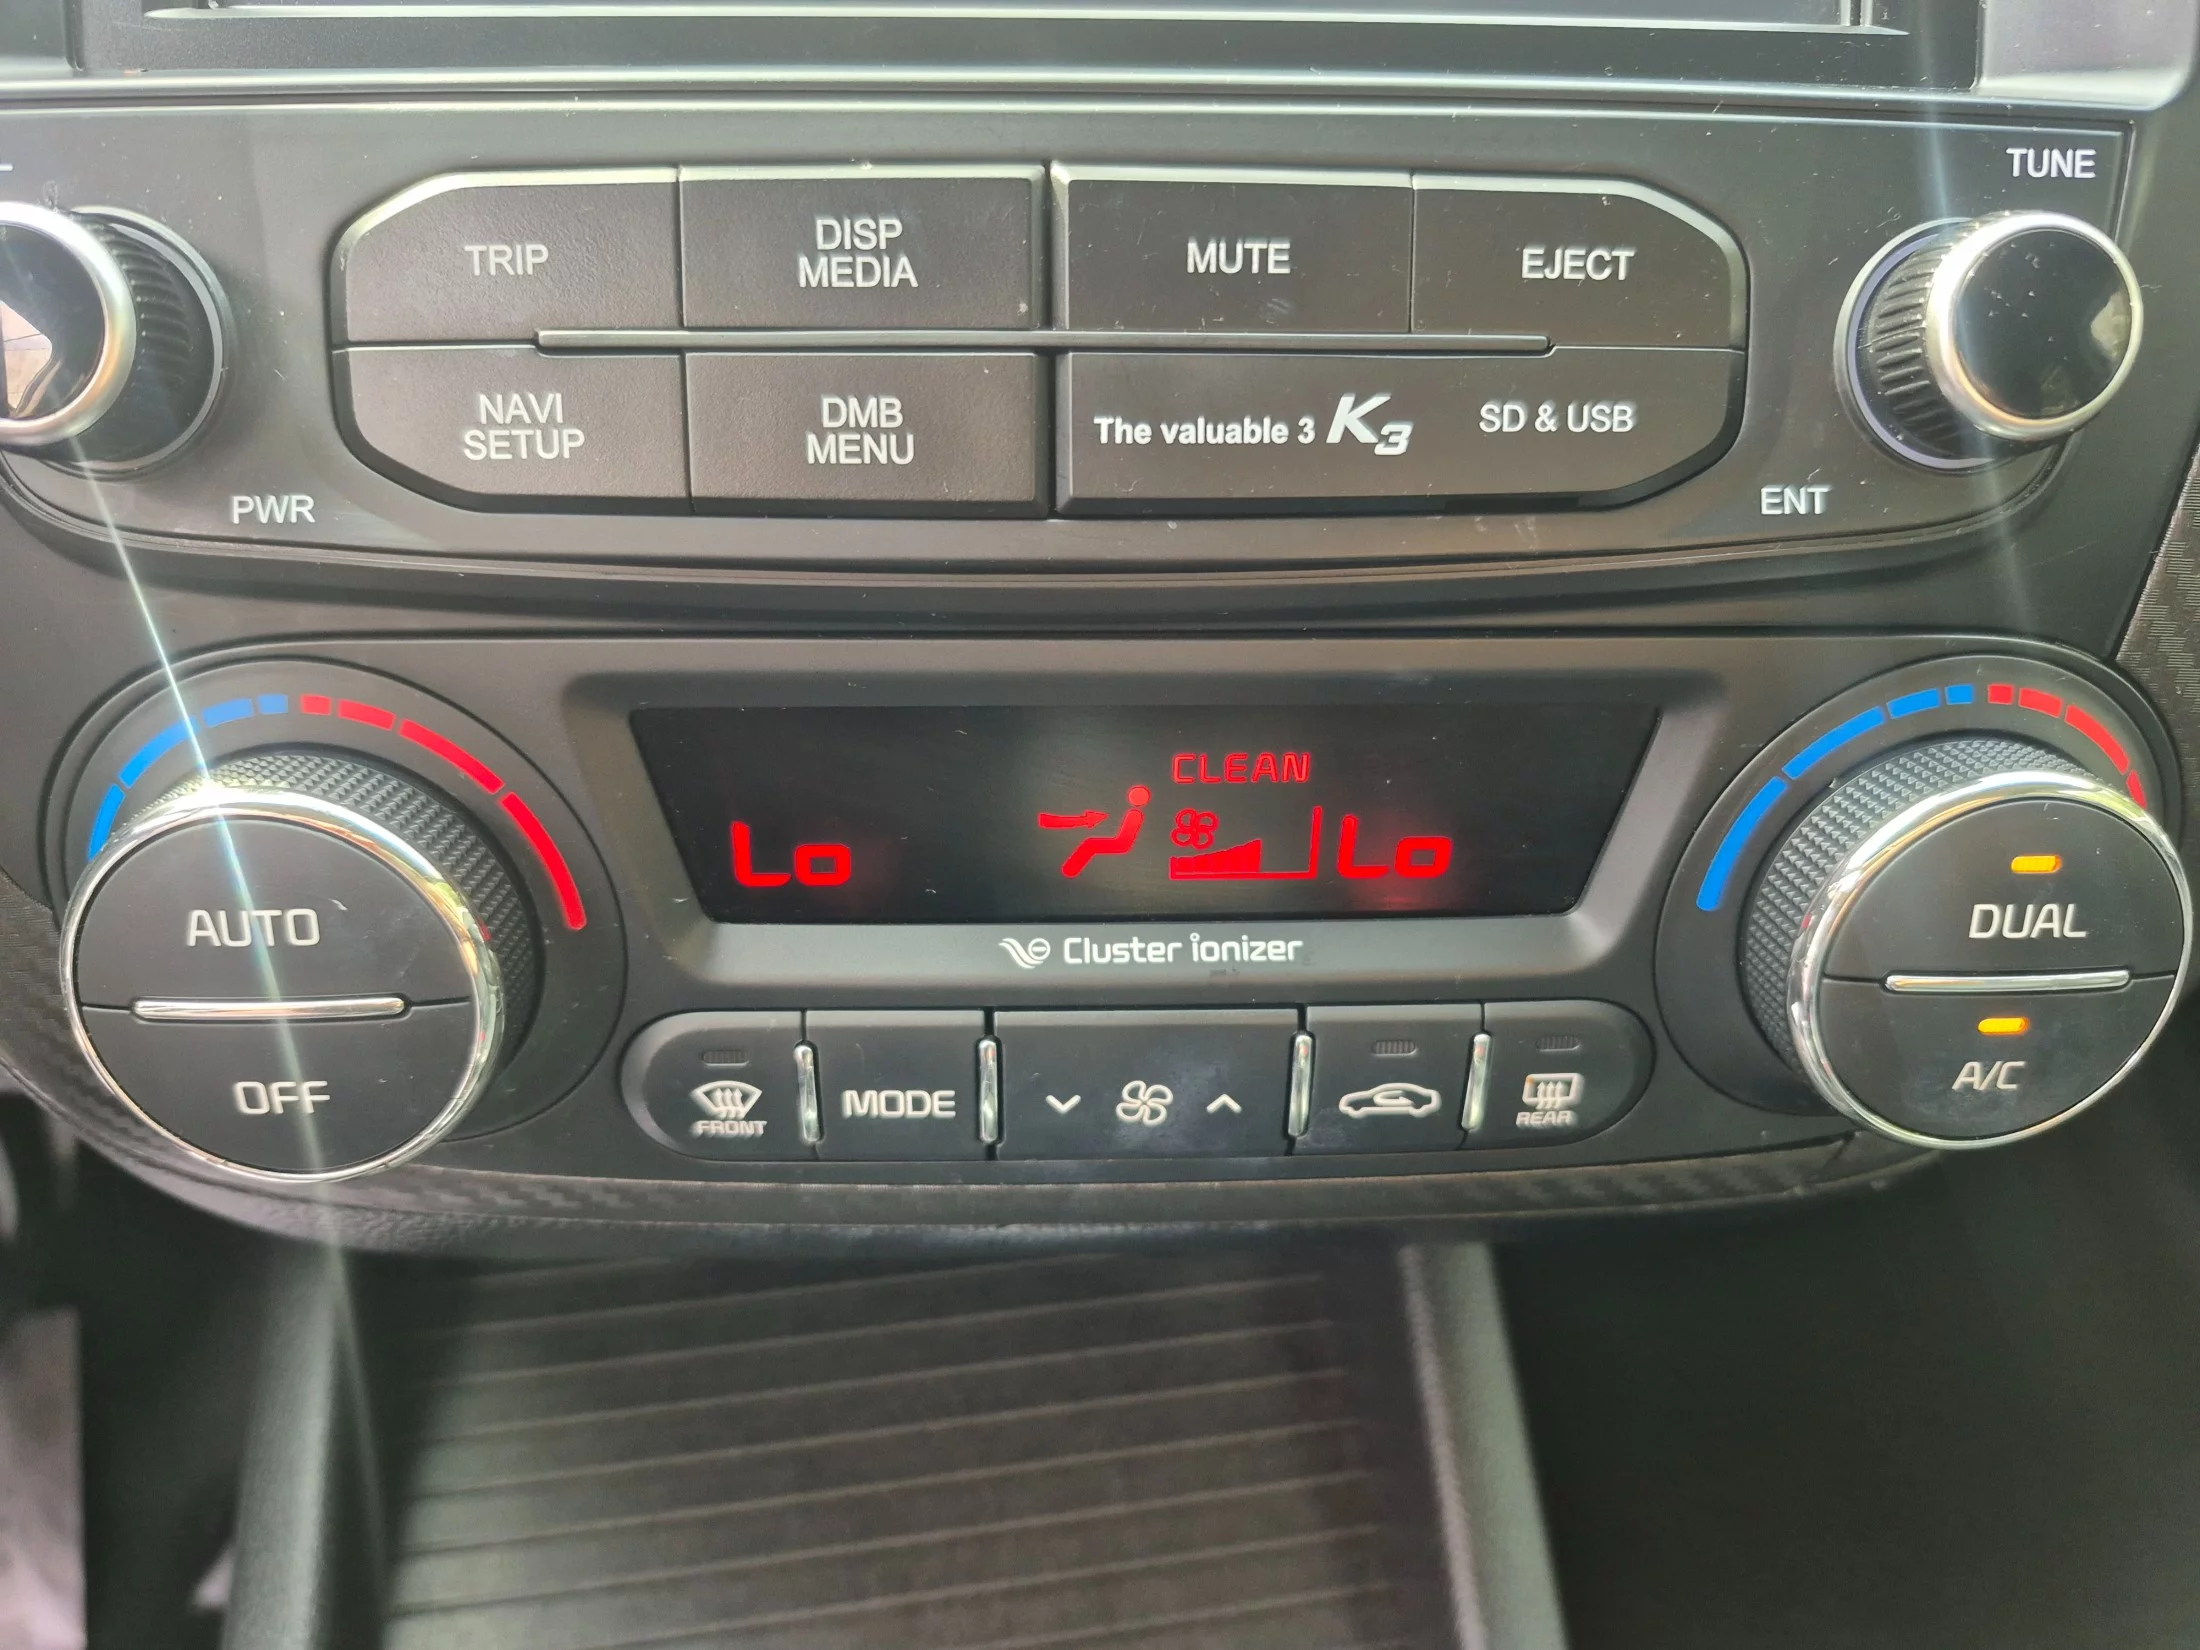 TUNE
TRIP
DISP
MEDIA
MUTE
EJECT
NAVI
SETUP
DMB
MENU
The valuable 3 K3
SD & USB
PWR
ENT
CLEAN
Lo
Lo
AUTO
OFF
Cluster ionizer
DUAL
A/C
FRONT
MODE
REAR